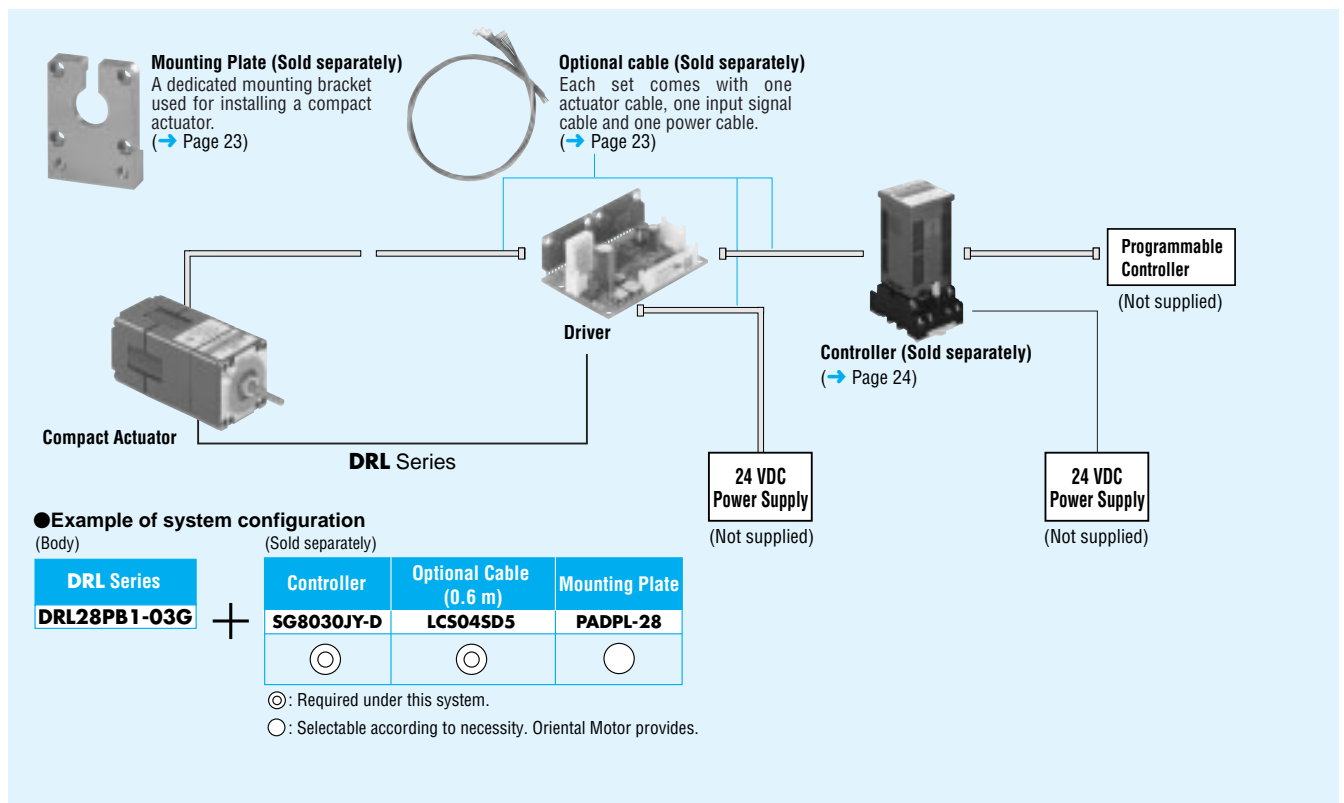 Mounting Plate (Sold separately)
A dedicated mounting bracket
used for installing a compact
actuator.
(➜ Page 23)
Optional cable (Sold separately)
Each set comes with one
actuator cable, one input signal
cable and one power cable.
(➜ Page 23)
Programmable
Controller
(Not supplied)
Driver
Controller (Sold separately)
(➜ Page 24)
Compact Actuator
DRL Series
24 VDC
Power Supply
(Not supplied)
24 VDC
Power Supply
(Not supplied)
●Example of system configuration
(Body)
(Sold separately)
DRL Series
DRL28PB1-03G
+
Controller
Optional Cable
(0.6 m)
Mounting Plate
SG8030JY-D
LCS04SD5
PADPL-28
◎
◎
○
◎: Required under this system.
○: Selectable according to necessity. Oriental Motor provides.